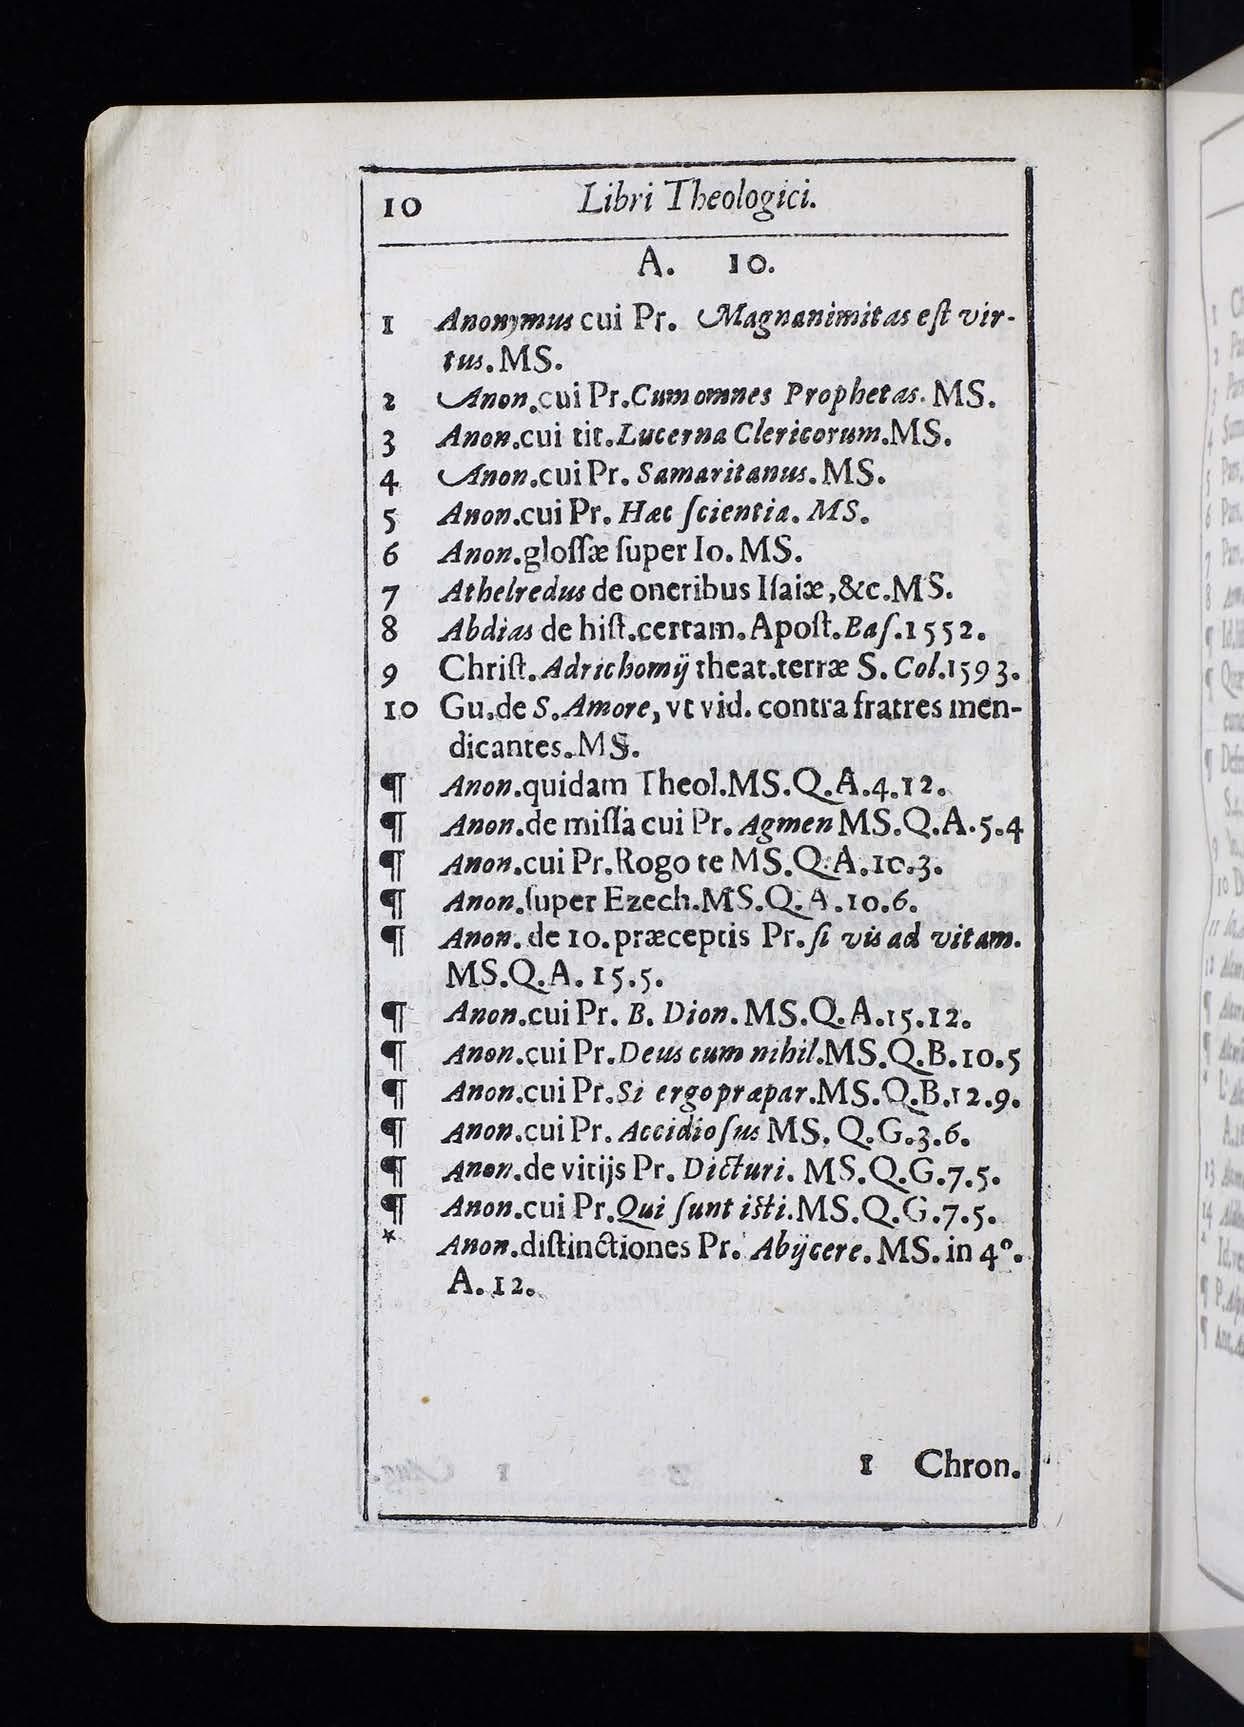 10 Libri Theologici.
A. 10.
1 Anonymus cui Pr. Magnanimitas eſt vir-
tus. MS.
2 Anon. cui Pr. Cum omnes Prophetas. MS.
3 Anon. cui tit. Lucerna Clericorum. MS.
4 Anon. cui Pr. Samaritanus. MS.
5 Anon. cui Pr. Hæc ſcientia. MS.
6 Anon. gloſſæ ſuper Io. MS.
7 Athelredus de oneribus Iſaiæ, &c. MS.
8 Abdias de hiſt. certam. Apoſt. Baſ. 1552.
9 Chriſt. Adrichomij theat. terræ S. Col. 1593.
10 Gu. de S. Amore, vt vid. contra fratres men-
dicantes. MS.
¶ Anon. quidam Theol. MS. Q. A. 4. 12.
¶ Anon. de miſſa cui Pr. Agmen MS. Q. A. 5. 4
¶ Anon. cui Pr. Rogo te MS. Q. A. 10. 3.
¶ Anon. ſuper Ezech. MS. Q. A. 10. 6.
¶ Anon. de 10. præceptis Pr. ſi vis ad vitam.
MS. Q. A. 15. 5.
¶ Anon. cui Pr. B. Dion. MS. Q. A. 15. 12.
¶ Anon. cui Pr. Deus cum nihil. MS. Q. B. 10. 5
¶ Anon. cui Pr. Si ergo præpar. MS. Q. B. 12. 9.
¶ Anon. cui Pr. Accidioſus MS. Q. G. 3. 6.
¶ Anon. de vitijs Pr. Dicturi. MS. Q. G. 7. 5.
¶ Anon. cui Pr. Qui ſunt iſti. MS. Q. G. 7. 5.
* Anon. diſtinctiones Pr. Abijcere. MS. in 4º.
A. 12.
1 Chron.